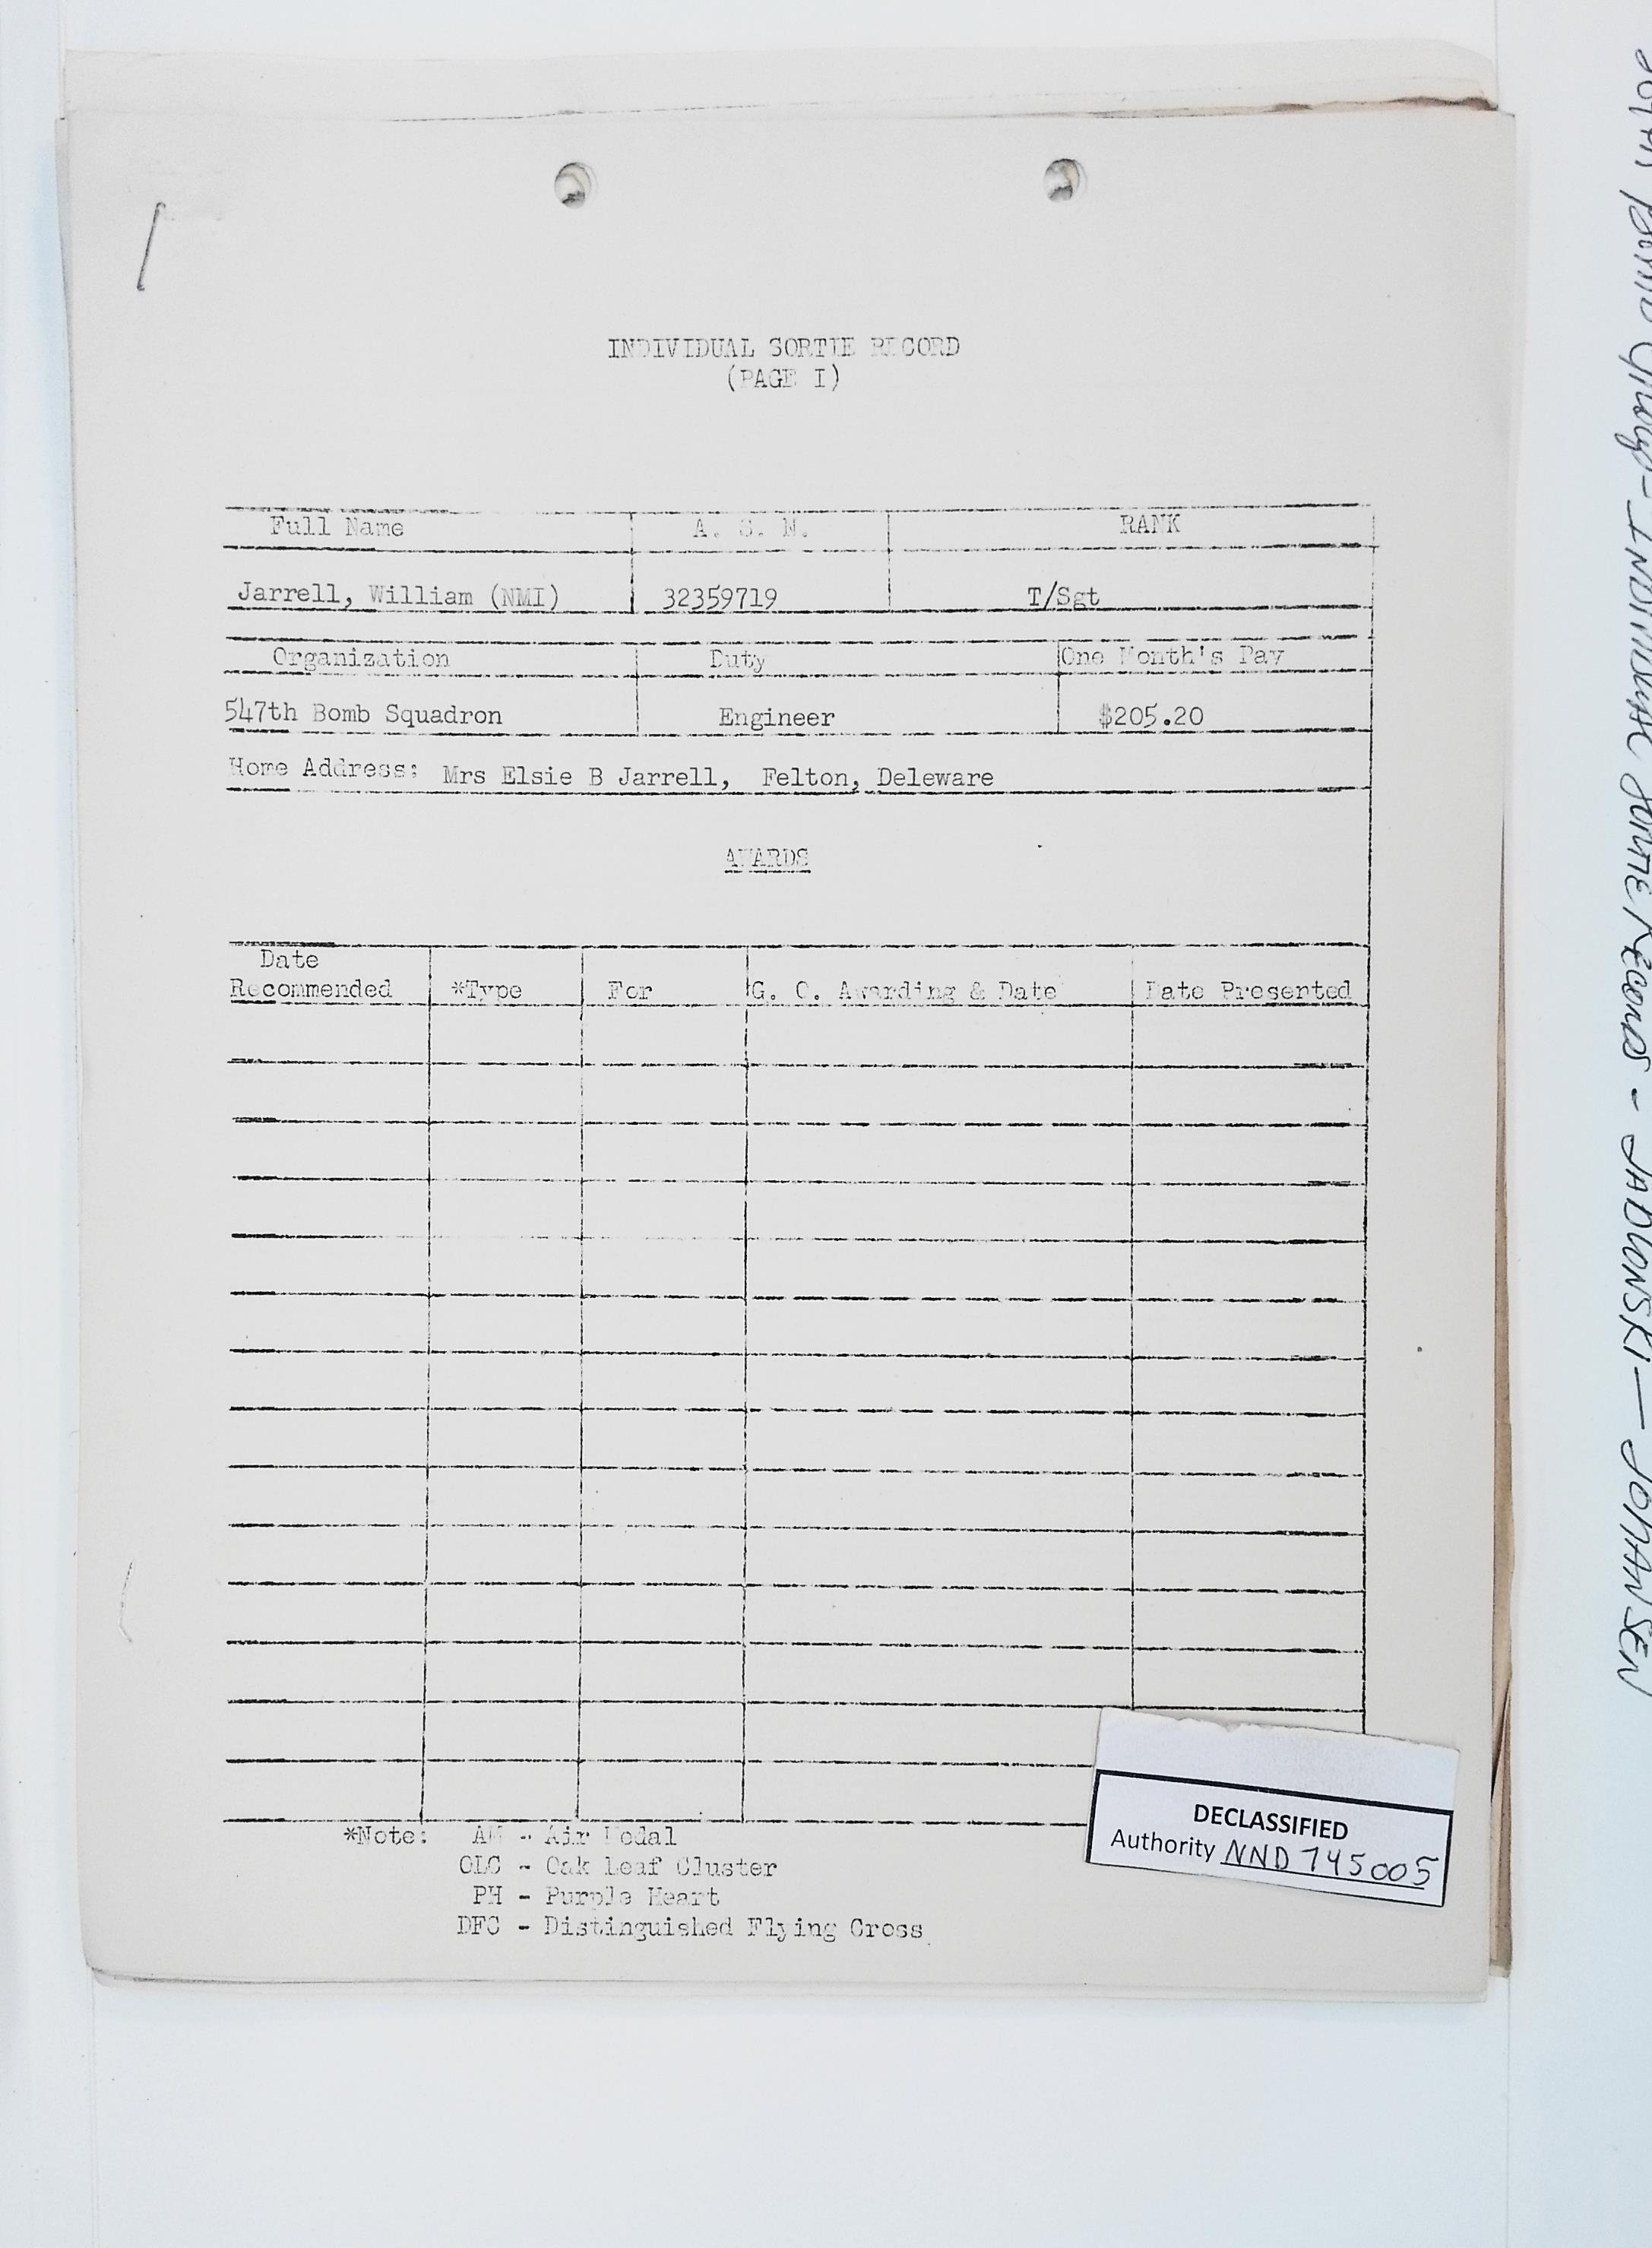 INDIVIDUAL SORTIE RECORD
(PAGE I)
Full Name A. S. N. RANK
Jarrell, William (NMI) 32359719 T/Sgt
Organization Duty One Month's Pay
547th Bomb Squadron Engineer $205.20
Home Address: Mrs Elsie B Jarrell, Felton, Deleware
AWARDS
Date
Recommended *Type For G. O. Awarding & Date Date Presented
*Note: AM - Air Medal
OLC - Oak Leaf Cluster
PH - Purple Heart
DFC - Distinguished Flying Cross
DECLASSIFIED
Authority NND 745005
Bomb Group - INDIVIDUAL SORTIE RECORDS - JABLONSKI - JOHANSEN